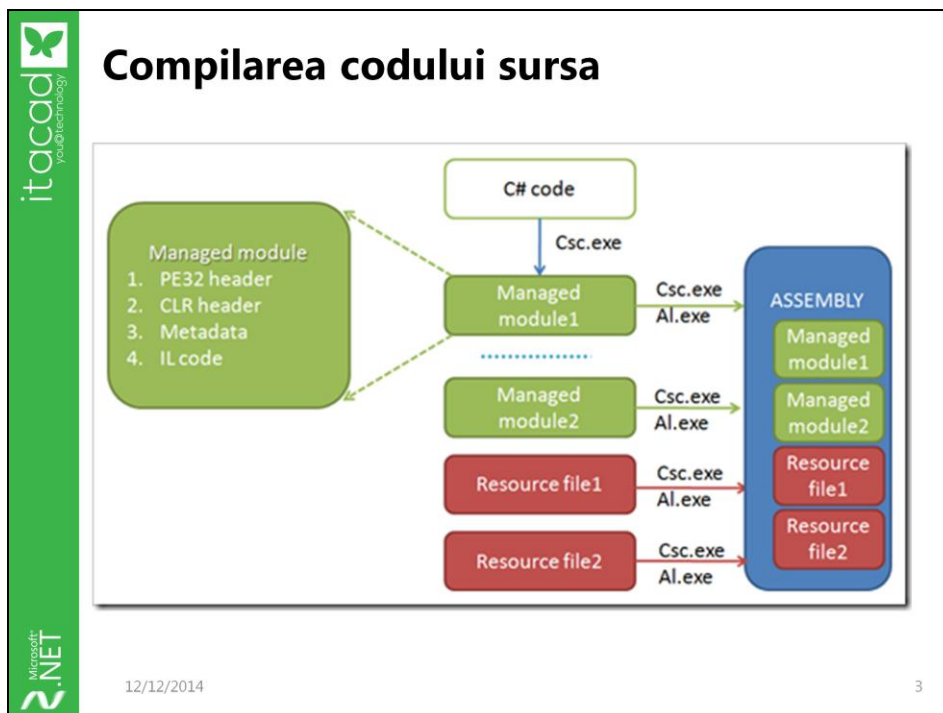 Compilarea codului sursa
itacad
you@technology
C# code
Csc.exe
Managed module
1. PE32 header
2. CLR header
3. Metadata
4. IL code
Managed
module1
Csc.exe
Al.exe
Managed
module2
Csc.exe
Al.exe
Resource file1
Csc.exe
Al.exe
Resource file2
Csc.exe
Al.exe
ASSEMBLY
Managed
module1
Managed
module2
Resource
file1
Resource
file2
Microsoft®
.NET
12/12/2014
3